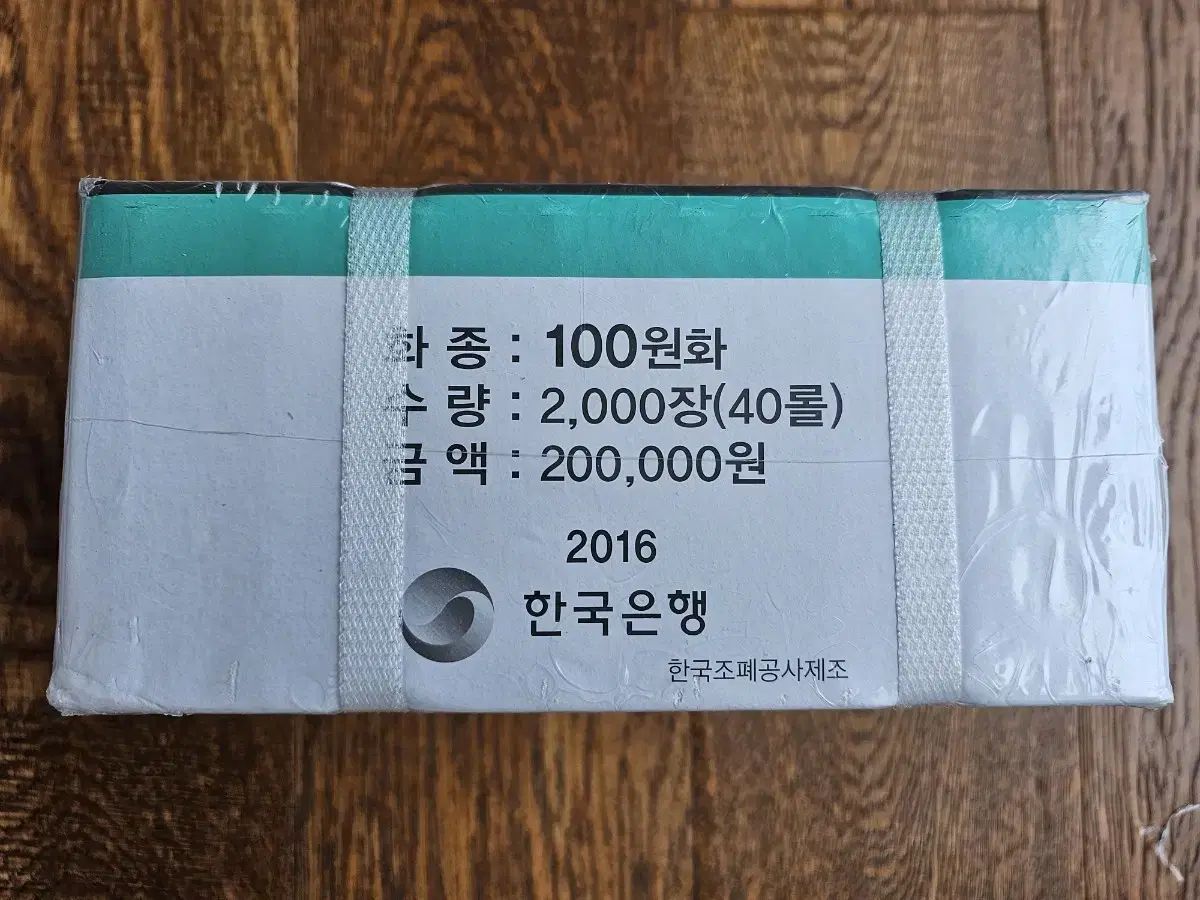 화 종 : 100원화
수 량 : 2,000장(40롤)
금 액 : 200,000원
2016
한국은행
한국조폐공사제조